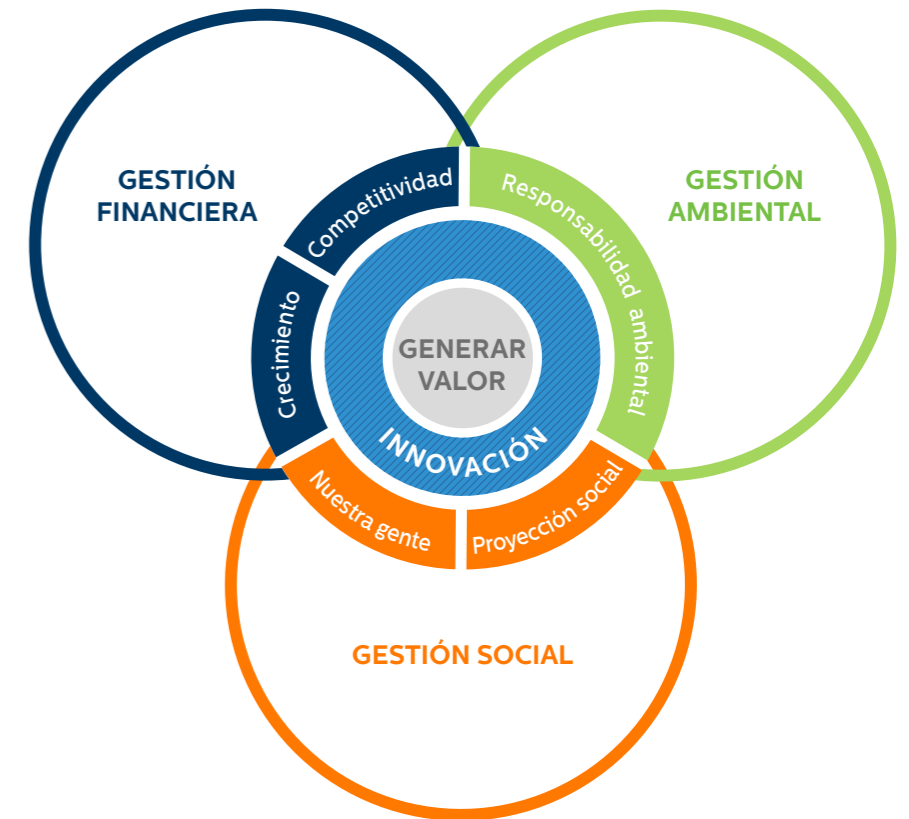 GESTIÓN
FINANCIERA
GESTIÓN
AMBIENTAL
Competitividad
Responsabilidad ambiental
Crecimiento
GENERAR
VALOR
INNOVACIÓN
Nuestra gente
Proyección social
GESTIÓN SOCIAL